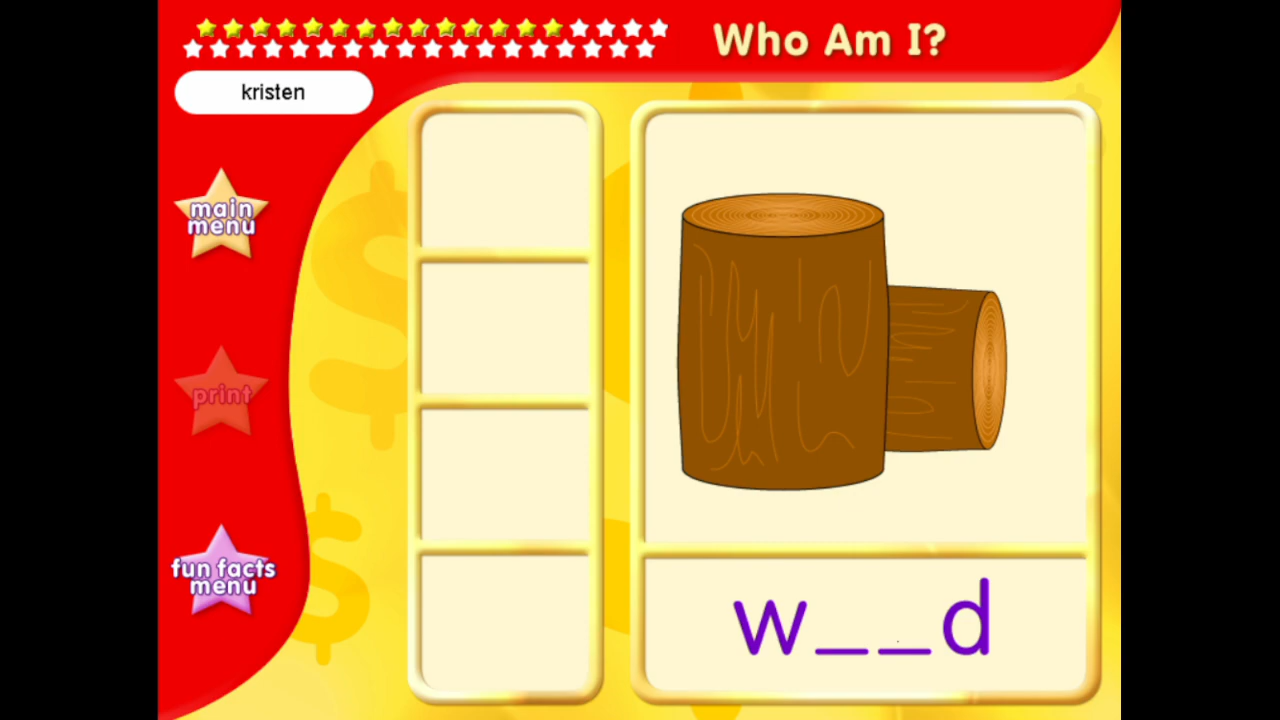 Who Am I?
kristen
main
menu
print
fun facts
menu
w__d